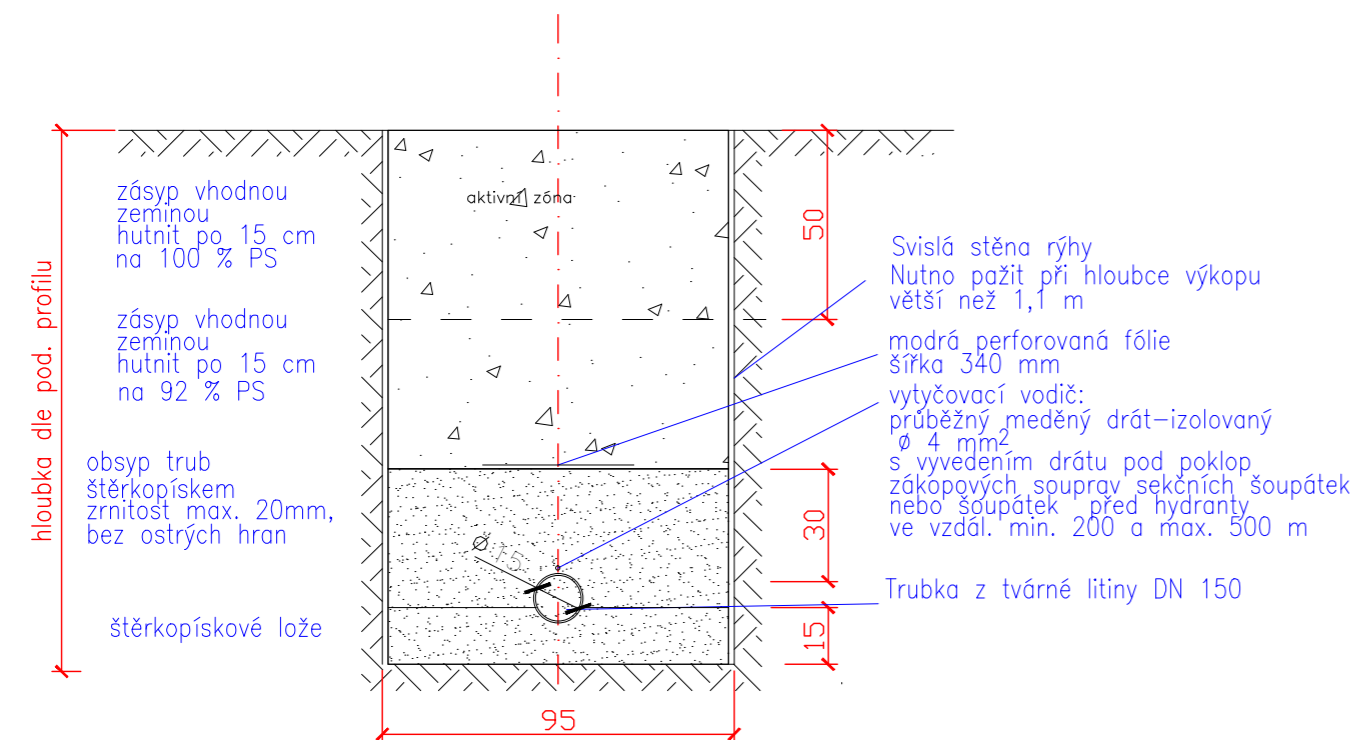 hloubka dle pod. profilu
zásyp vhodnou
zeminou
hutnit po 15 cm
na 100 % PS
zásyp vhodnou
zeminou
hutnit po 15 cm
na 92 % PS
obsyp trub
štěrkopískem
zrnitost max. 20mm,
bez ostrých hran
štěrkopískové lože
aktivní zóna
Ø 15
95
50
30
15
Svislá stěna rýhy
Nutno pažit při hloubce výkopu
větší než 1,1 m
modrá perforovaná fólie
šířka 340 mm
vytyčovací vodič:
průběžný meděný drát-izolovaný
ø 4 mm²
s vyvedením drátu pod poklop
zákopových souprav sekčních šoupátek
nebo šoupátek před hydranty
ve vzdál. min. 200 a max. 500 m
Trubka z tvárné litiny DN 150